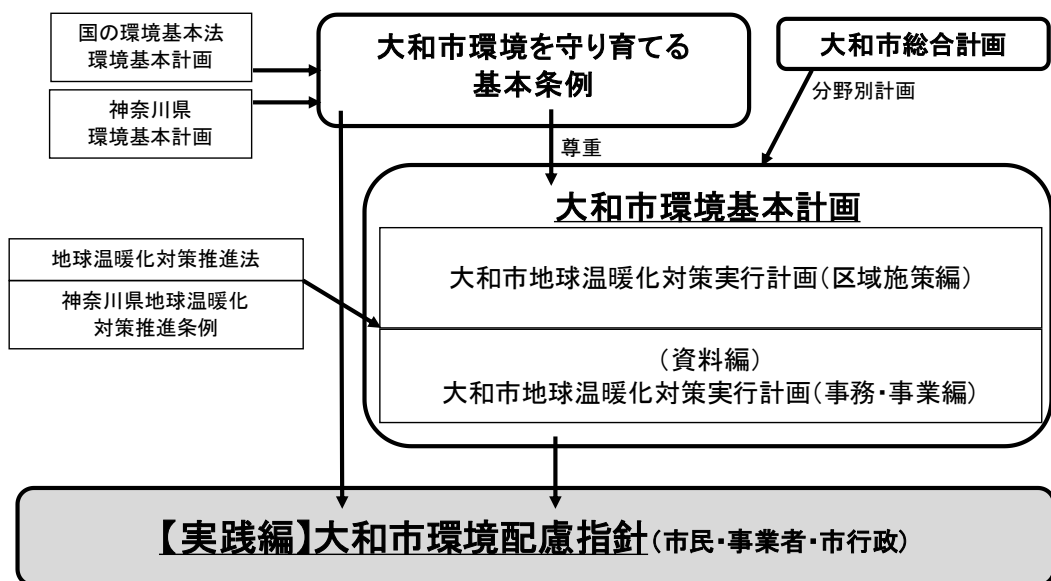 国の環境基本法
環境基本計画
神奈川県
環境基本計画
大和市環境を守り育てる
基本条例
大和市総合計画
分野別計画
尊重
大和市環境基本計画
地球温暖化対策推進法
神奈川県地球温暖化
対策推進条例
大和市地球温暖化対策実行計画(区域施策編)
(資料編)
大和市地球温暖化対策実行計画(事務・事業編)
【実践編】大和市環境配慮指針(市民・事業者・市行政)